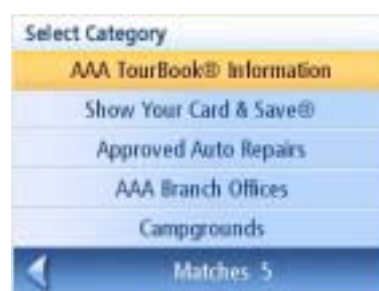 Select Category
AAA TourBook® Information
Show Your Card & Save®
Approved Auto Repairs
AAA Branch Offices
Campgrounds
Matches 5